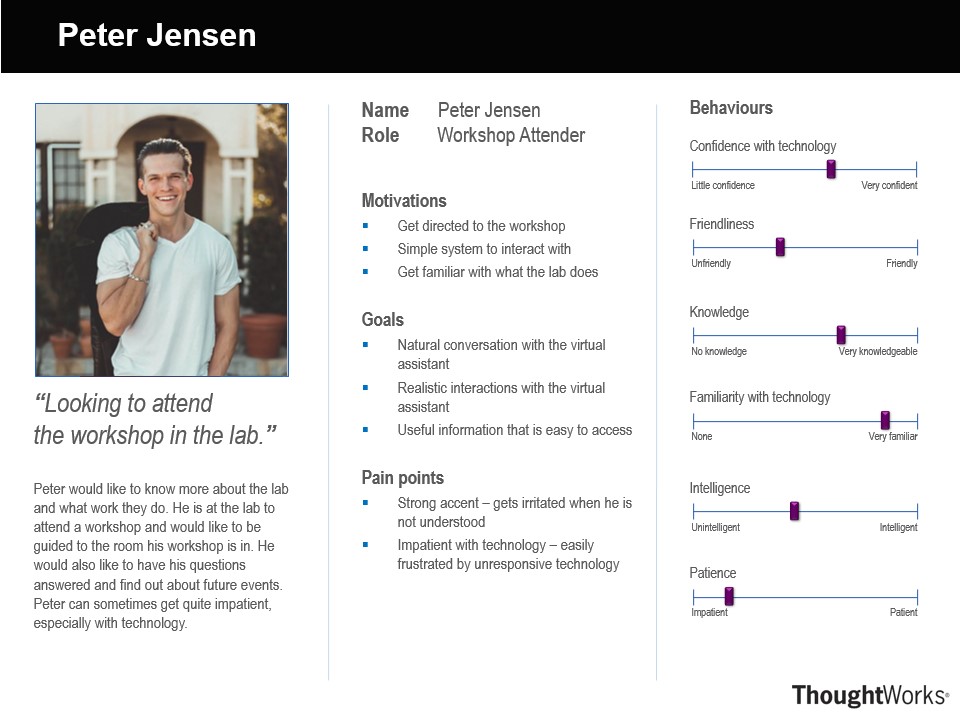 Peter Jensen
“Looking to attend
the workshop in the lab.”
Peter would like to know more about the lab
and what work they do. He is at the lab to
attend a workshop and would like to be
guided to the room his workshop is in. He
would also like to have his questions
answered and find out about future events.
Peter can sometimes get quite impatient,
especially with technology.
Name Peter Jensen
Role Workshop Attender
Motivations
▪ Get directed to the workshop
▪ Simple system to interact with
▪ Get familiar with what the lab does
Goals
▪ Natural conversation with the virtual
assistant
▪ Realistic interactions with the virtual
assistant
▪ Useful information that is easy to access
Pain points
▪ Strong accent – gets irritated when he is
not understood
▪ Impatient with technology – easily
frustrated by unresponsive technology
Behaviours
Confidence with technology
Little confidence Very confident
Friendliness
Unfriendly Friendly
Knowledge
No knowledge Very knowledgeable
Familiarity with technology
None Very familiar
Intelligence
Unintelligent Intelligent
Patience
Impatient Patient
ThoughtWorks®